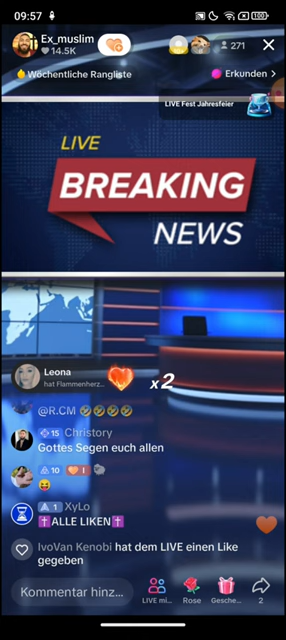 09:57
100
Ex_muslim
14.5K
271
Wöchentliche Rangliste
Erkunden >
LIVE Fest Jahresfeier
LIVE
BREAKING
NEWS
Leona
hat Flammenherz...
x2
@R.CM 🤣🤣🤣🤣
15 Christory
Gottes Segen euch allen
10 I
😝
1 XyLo
✝️ALLE LIKEN✝️
IvoVan Kenobi hat dem LIVE einen Like
gegeben
Kommentar hinz...
LIVE mi...
Rose
Gesche...
2